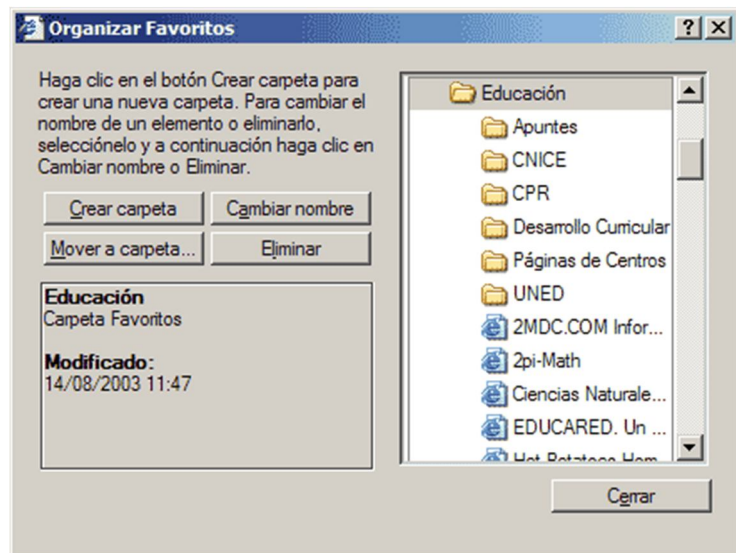 Organizar Favoritos
Haga clic en el botón Crear carpeta para
crear una nueva carpeta. Para cambiar el
nombre de un elemento o eliminarlo,
selecciónelo y a continuación haga clic en
Cambiar nombre o Eliminar.
Crear carpeta
Cambiar nombre
Mover a carpeta...
Eliminar
Educación
Carpeta Favoritos
Modificado:
14/08/2003 11:47
Educación
Apuntes
CNICE
CPR
Desarrollo Curricular
Páginas de Centros
UNED
2MDC.COM Infor...
2pi-Math
Ciencias Naturale...
EDUCARED. Un ...
Hot Potatoes Hom
Cerrar